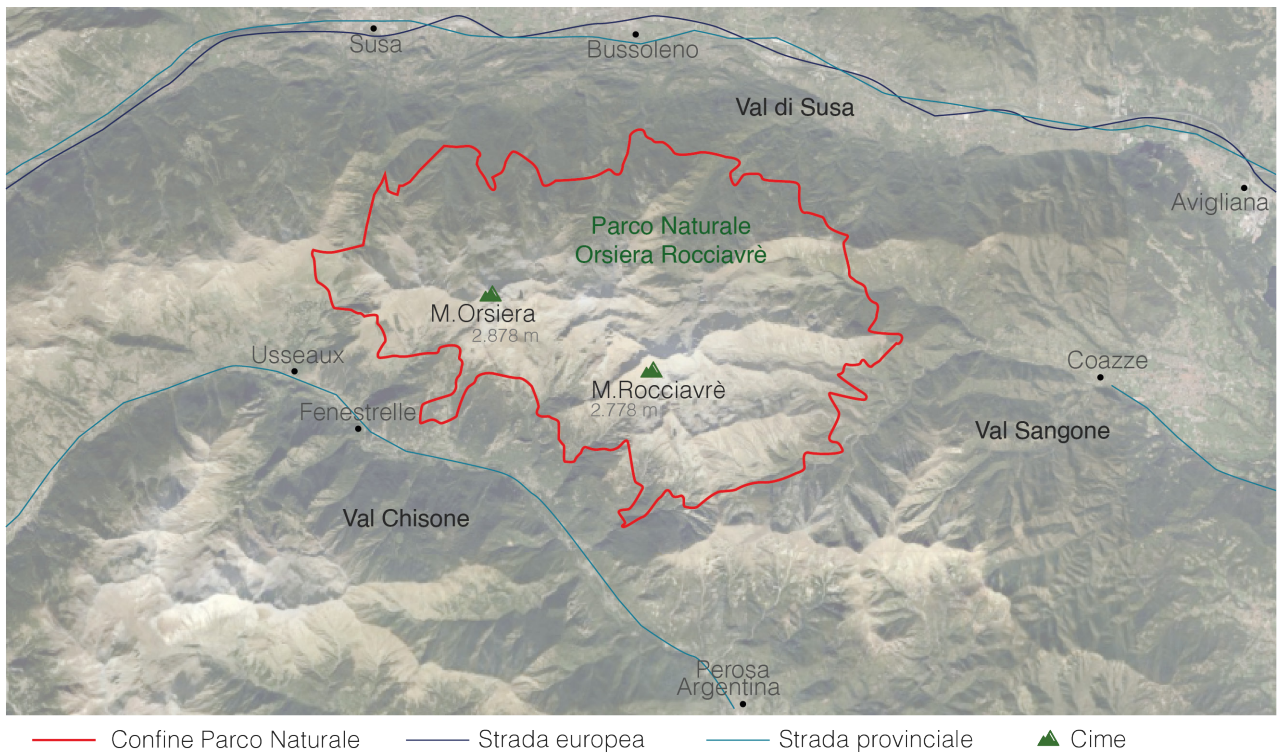 Susa
Bussoleno
Val di Susa
Avigliana
Parco Naturale
Orsiera Rocciavrè
M.Orsiera
2.878 m
Usseaux
Coazze
M.Rocciavrè
2.778 m
Fenestrelle
Val Sangone
Val Chisone
Perosa
Argentina
Confine Parco Naturale
Strada europea
Strada provinciale
Cime